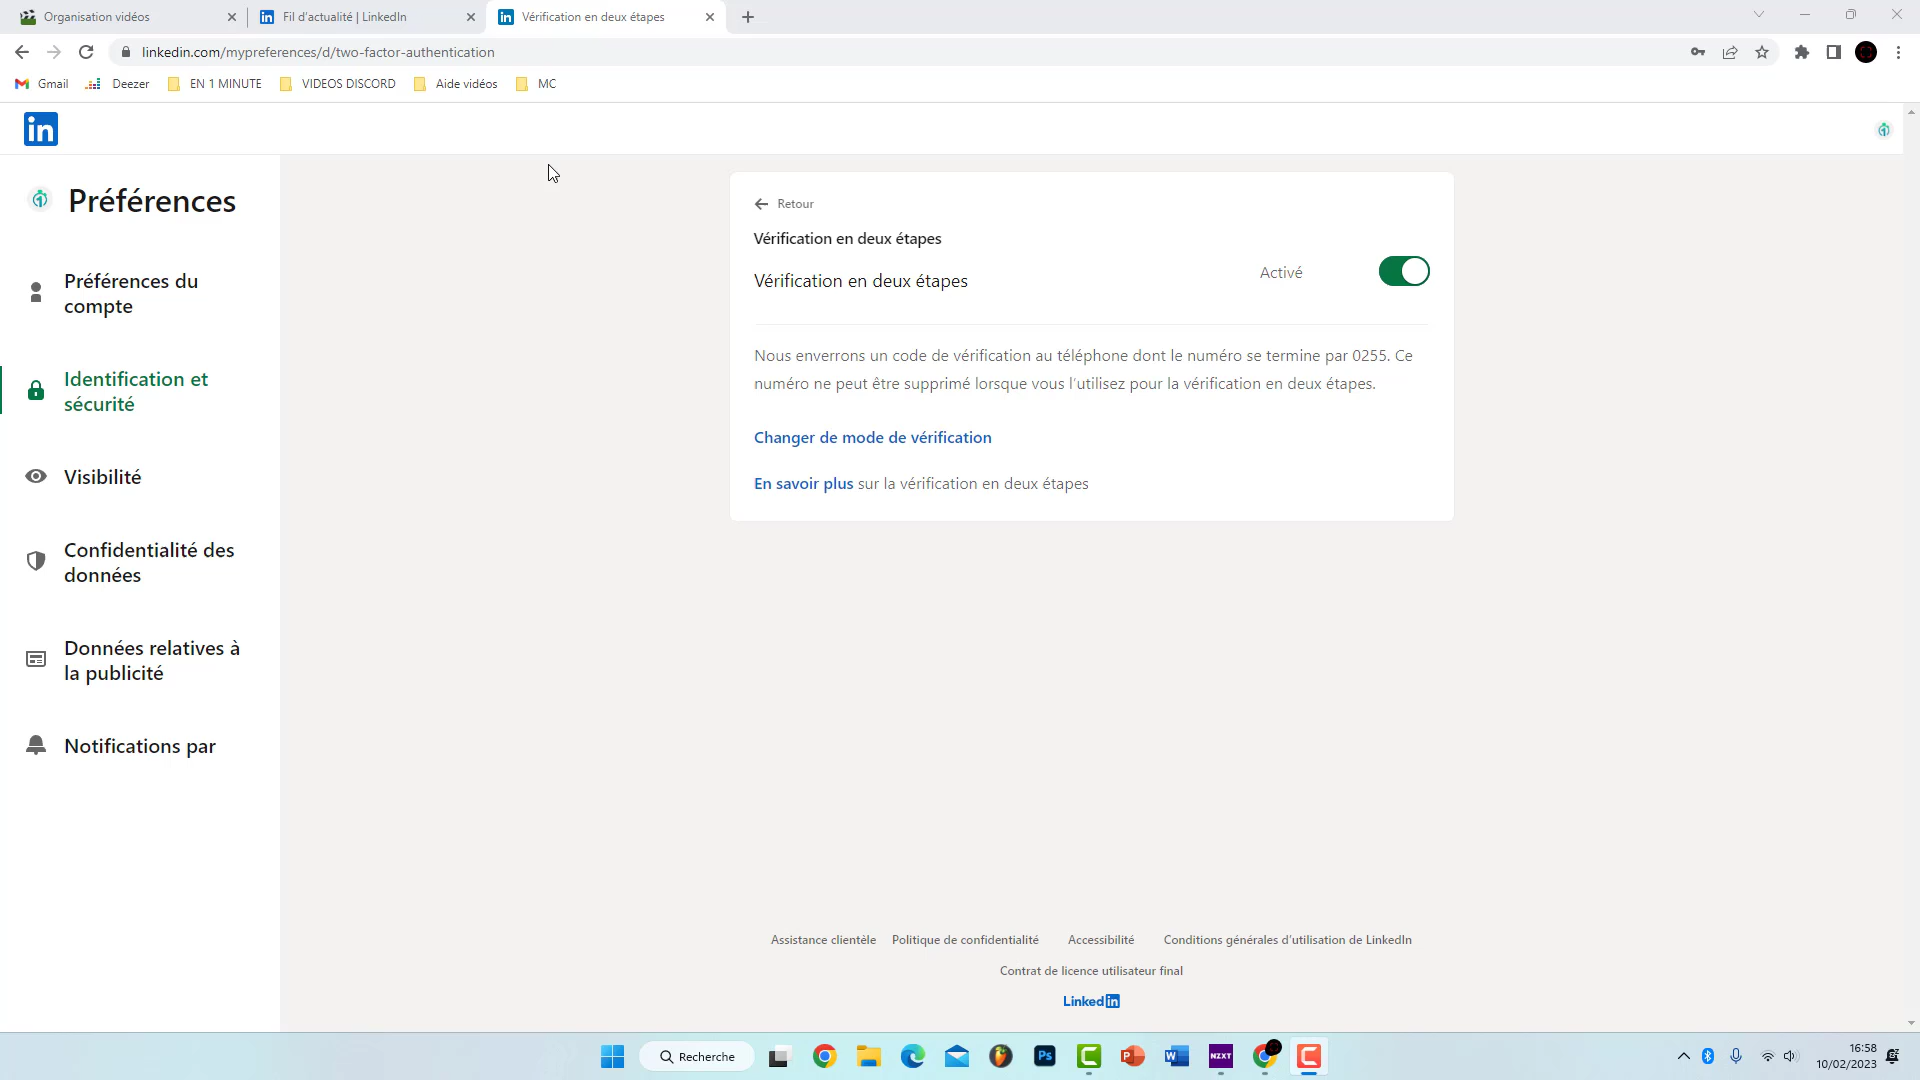 Organisation vidéos
Fil d'actualité | LinkedIn
Vérification en deux étapes
linkedin.com/mypreferences/d/two-factor-authentication
Gmail
Deezer
EN 1 MINUTE
VIDEOS DISCORD
Aide vidéos
MC
in
Préférences
Préférences du
compte
Identification et
sécurité
Visibilité
Confidentialité des
données
Données relatives à
la publicité
Notifications par
Retour
Vérification en deux étapes
Vérification en deux étapes
Activé
Nous enverrons un code de vérification au téléphone dont le numéro se termine par 0255. Ce
numéro ne peut être supprimé lorsque vous l'utilisez pour la vérification en deux étapes.
Changer de mode de vérification
En savoir plus sur la vérification en deux étapes
Assistance clientèle
Politique de confidentialité
Accessibilité
Conditions générales d'utilisation de LinkedIn
Contrat de licence utilisateur final
LinkedIn
Recherche
Ps
NZXT
16:58
10/02/2023